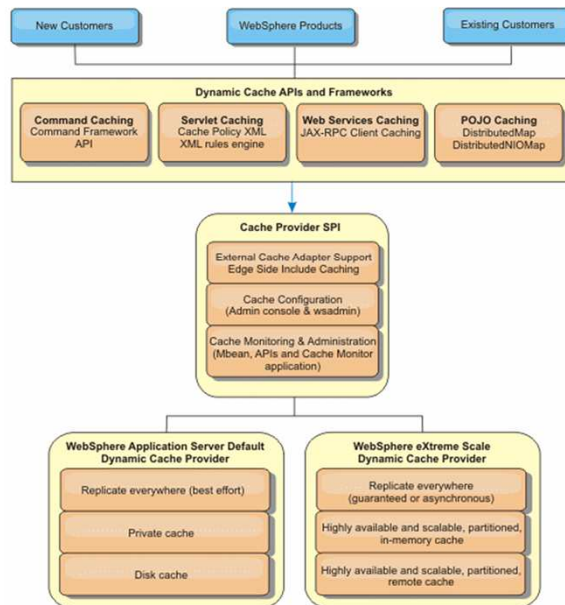 New Customers
WebSphere Products
Existing Customers
Dynamic Cache APIs and Frameworks
Command Caching
Command Framework
API
Servlet Caching
Cache Policy XML
XML rules engine
Web Services Caching
JAX-RPC Client Caching
POJO Caching
DistributedMap
DistributedNIOMap
Cache Provider SPI
External Cache Adapter Support
Edge Side Include Caching
Cache Configuration
(Admin console & wsadmin)
Cache Monitoring & Administration
(Mbean, APIs and Cache Monitor
application)
WebSphere Application Server Default
Dynamic Cache Provider
Replicate everywhere (best effort)
Private cache
Disk cache
WebSphere eXtreme Scale
Dynamic Cache Provider
Replicate everywhere
(guaranteed or asynchronous)
Highly available and scalable, partitioned,
in-memory cache
Highly available and scalable, partitioned,
remote cache